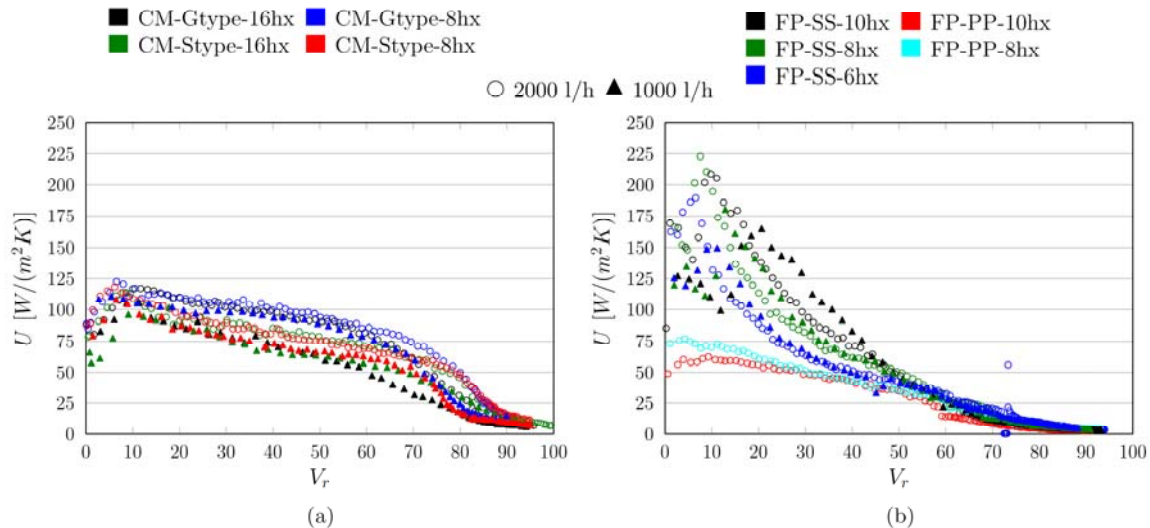 CM-Gtype-16hx CM-Gtype-8hx
CM-Stype-16hx CM-Stype-8hx
FP-SS-10hx FP-PP-10hx
FP-SS-8hx FP-PP-8hx
FP-SS-6hx
2000 l/h 1000 l/h
250
225
200
175
150
125
100
75
50
25
0
U [W/(m²K)]
0 10 20 30 40 50 60 70 80 90 100
V_r
(a)
250
225
200
175
150
125
100
75
50
25
0
U [W/(m²K)]
0 10 20 30 40 50 60 70 80 90 100
V_r
(b)